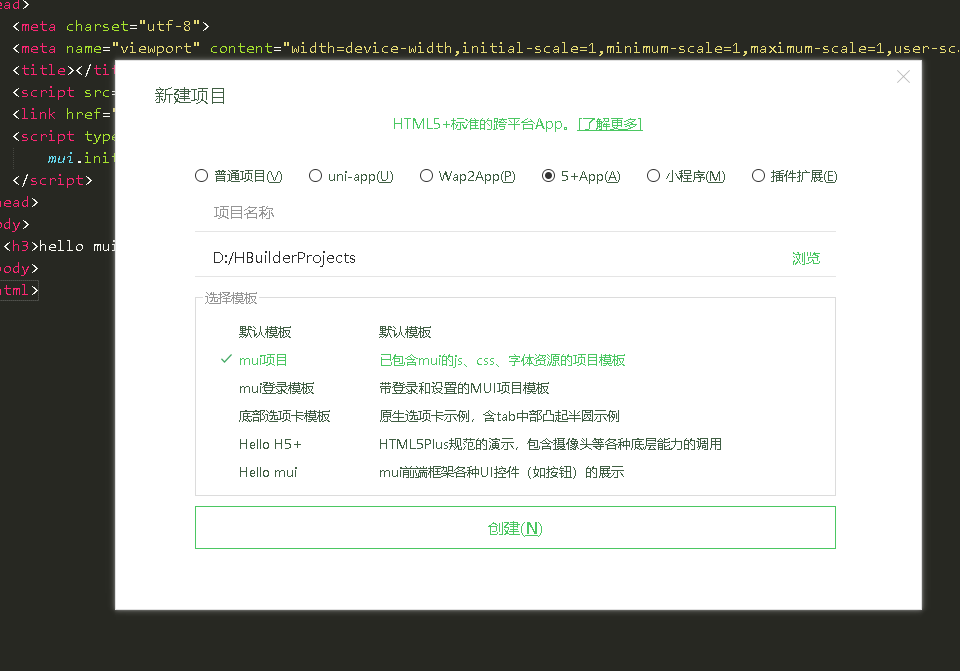 ead>
<meta charset="utf-8">
<meta name="viewport" content="width=device-width,initial-scale=1,minimum-scale=1,maximum-scale=1,user-sca
<title></tit
<script src=
<link href="
<script type
mui.init
</script>
head>
ody>
<h3>hello mui
body>
html>
新建项目
HTML5+标准的跨平台App。[了解更多]
普通项目(V) uni-app(U) Wap2App(P) 5+App(A) 小程序(M) 插件扩展(E)
项目名称
D:/HBuilderProjects 浏览
选择模板
默认模板 默认模板
mui项目 已包含mui的js、css、字体资源的项目模板
mui登录模板 带登录和设置的MUI项目模板
底部选项卡模板 原生选项卡示例，含tab中部凸起半圆示例
Hello H5+ HTML5Plus规范的演示，包含摄像头等各种底层能力的调用
Hello mui mui前端框架各种UI控件（如按钮）的展示
创建(N)